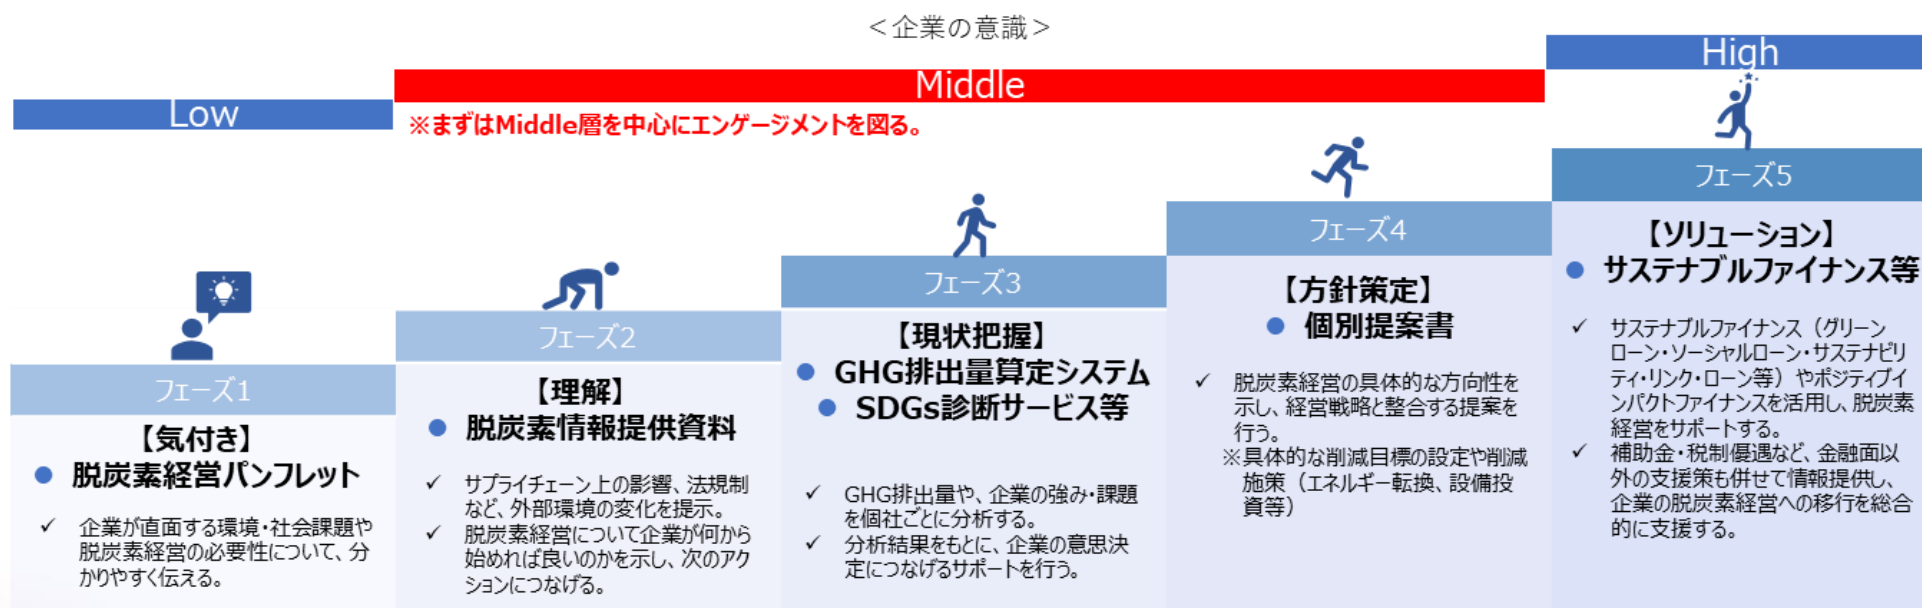 ＜企業の意識＞
Low
Middle
High
※まずはMiddle層を中心にエンゲージメントを図る。
フェーズ1
【気付き】
● 脱炭素経営パンフレット
✓ 企業が直面する環境・社会課題や
脱炭素経営の必要性について、分
かりやすく伝える。
フェーズ2
【理解】
● 脱炭素情報提供資料
✓ サプライチェーン上の影響、法規制
など、外部環境の変化を提示。
✓ 脱炭素経営について企業が何から
始めれば良いのかを示し、次のアク
ションにつなげる。
フェーズ3
【現状把握】
● GHG排出量算定システム
● SDGs診断サービス等
✓ GHG排出量や、企業の強み・課題
を個社ごとに分析する。
✓ 分析結果をもとに、企業の意思決
定につなげるサポートを行う。
フェーズ4
【方針策定】
● 個別提案書
✓ 脱炭素経営の具体的な方向性を
示し、経営戦略と整合する提案を
行う。
※具体的な削減目標の設定や削減
施策（エネルギー転換、設備投
資等）
フェーズ5
【ソリューション】
● サステナブルファイナンス等
✓ サステナブルファイナンス（グリーン
ローン・ソーシャルローン・サステナビリ
ティ・リンク・ローン等）やポジティブイ
ンパクトファイナンスを活用し、脱炭素
経営をサポートする。
✓ 補助金・税制優遇など、金融面以
外の支援策も併せて情報提供し、
企業の脱炭素経営への移行を総合
的に支援する。